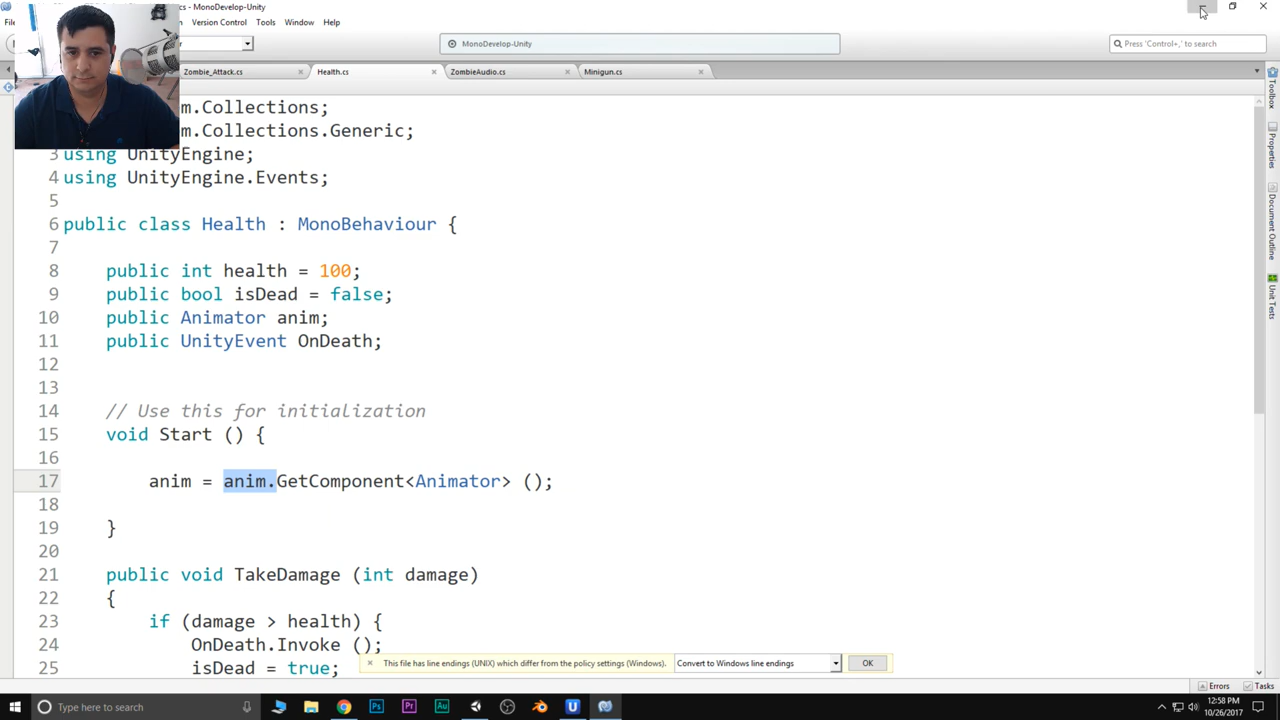 cs - MonoDevelop-Unity
Version Control Tools Window Help
MonoDevelop-Unity
Press 'Control+,' to search
Zombie_Attack.cs
Health.cs
ZombieAudio.cs
Minigun.cs
m.Collections;
m.Collections.Generic;
3 using UnityEngine;
4 using UnityEngine.Events;
5
6 public class Health : MonoBehaviour {
7
8 public int health = 100;
9 public bool isDead = false;
10 public Animator anim;
11 public UnityEvent OnDeath;
12
13
14 // Use this for initialization
15 void Start () {
16
17 anim = anim.GetComponent<Animator> ();
18
19 }
20
21 public void TakeDamage (int damage)
22 {
23 if (damage > health) {
24 OnDeath.Invoke ();
25 isDead = true;
This file has line endings (UNIX) which differ from the policy settings (Windows).
Convert to Windows line endings
OK
Toolbox
Properties
Document Outline
Unit Tests
Errors
Tasks
Type here to search
Ps
Pr
Au
12:58 PM
10/26/2017